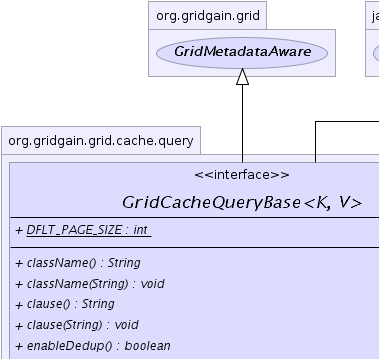 org.gridgain.grid
ja
GridMetadataAware
org.gridgain.grid.cache.query
<<interface>>
GridCacheQueryBase<K, V>
+ DFLT_PAGE_SIZE : int
+ className() : String
+ className(String) : void
+ clause() : String
+ clause(String) : void
+ enableDedup() : boolean